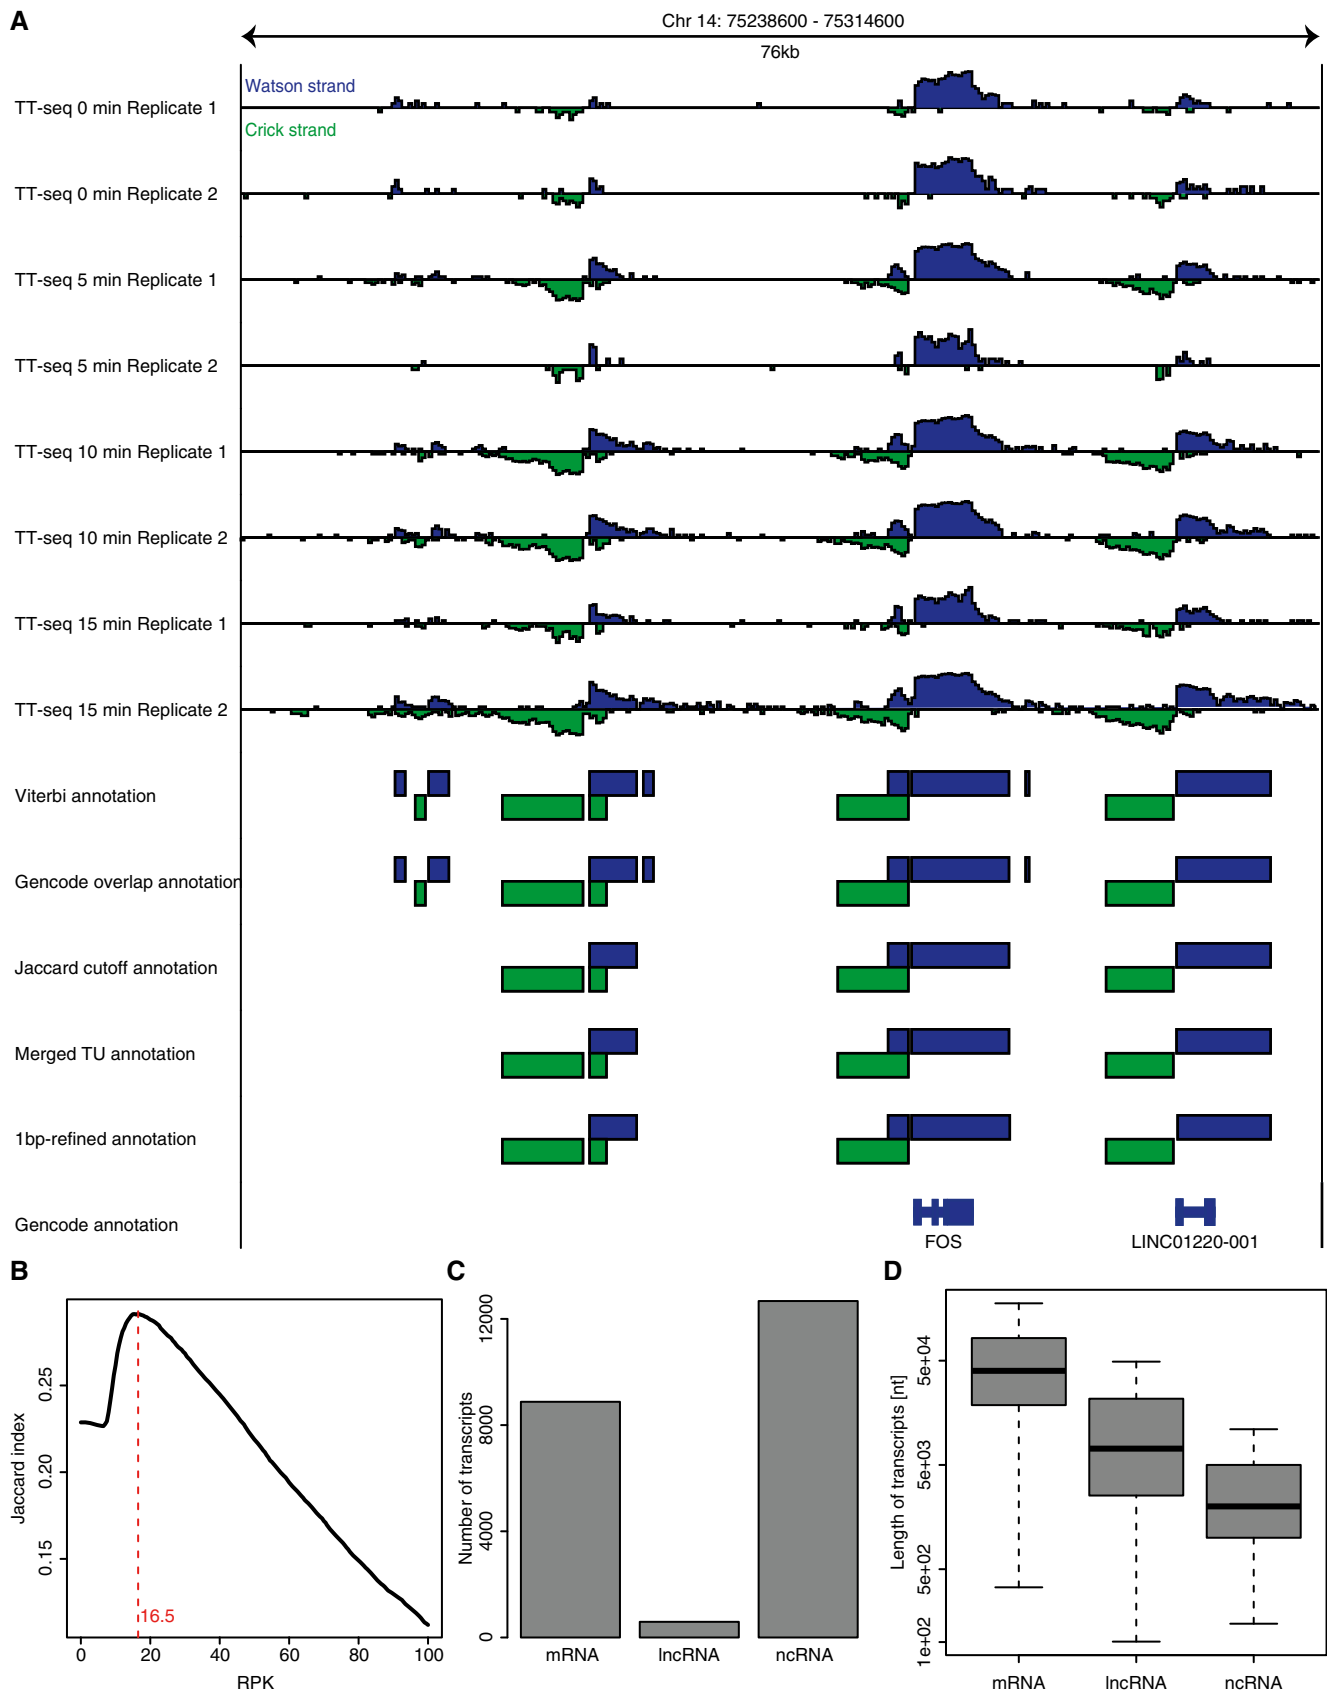 A
Chr 14: 75238600 - 75314600
76kb
Watson strand
TT-seq 0 min Replicate 1
Crick strand
TT-seq 0 min Replicate 2
TT-seq 5 min Replicate 1
TT-seq 5 min Replicate 2
TT-seq 10 min Replicate 1
TT-seq 10 min Replicate 2
TT-seq 15 min Replicate 1
TT-seq 15 min Replicate 2
Viterbi annotation
Gencode overlap annotation
Jaccard cutoff annotation
Merged TU annotation
1bp-refined annotation
Gencode annotation
FOS
LINC01220-001
B
Jaccard index
0.25
0.20
0.15
16.5
0
20
40
60
80
100
RPK
C
Number of transcripts
12000
8000
4000
0
mRNA
lncRNA
ncRNA
D
Length of transcripts [nt]
5e+04
5e+03
5e+02
1e+02
mRNA
lncRNA
ncRNA